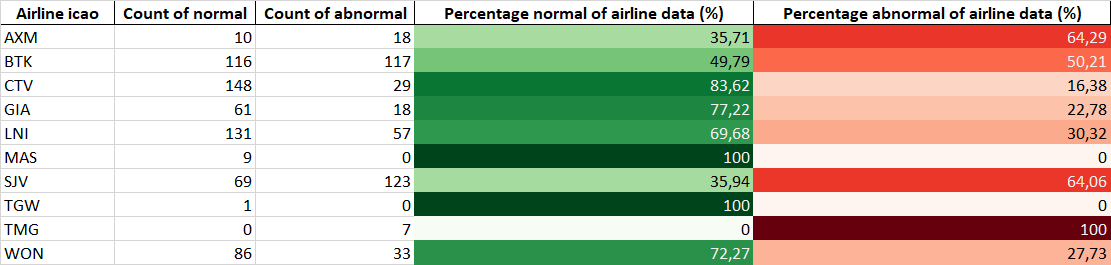 Airline icao Count of normal Count of abnormal Percentage normal of airline data (%) Percentage abnormal of airline data (%)
AXM 10 18 35,71 64,29
BTK 116 117 49,79 50,21
CTV 148 29 83,62 16,38
GIA 61 18 77,22 22,78
LNI 131 57 69,68 30,32
MAS 9 0 100 0
SJV 69 123 35,94 64,06
TGW 1 0 100 0
TMG 0 7 0 100
WON 86 33 72,27 27,73